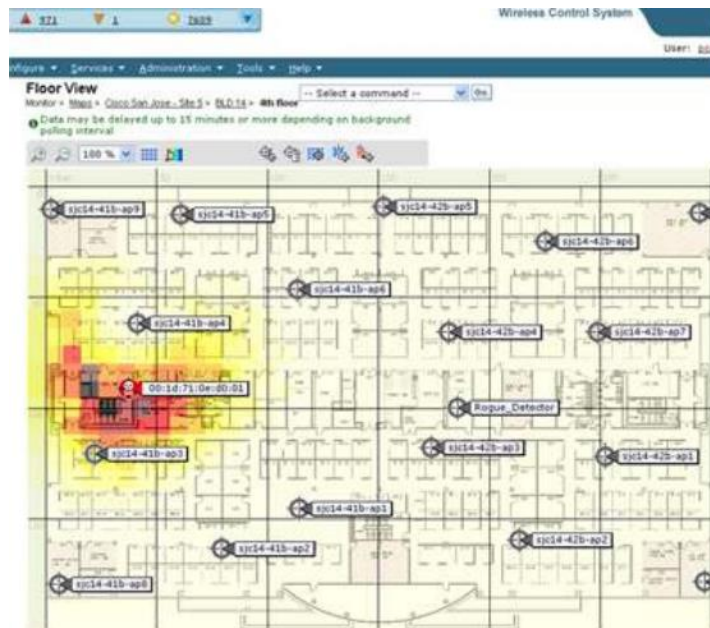 971 1 7609
Wireless Control System
User:
nfigure Services Administration Tools Help
Floor View
-- Select a command -- Go
Monitor > Maps > Cisco San Jose - Site 5 > BLD 14 > 4th floor
Data may be delayed up to 15 minutes or more depending on background
polling interval
100 %
sjc14-41b-ap9
sjc14-41b-ap5
sjc14-42b-ap5
sjc14-42b-ap6
sjc14-41b-ap6
sjc14-41b-ap4
sjc14-42b-ap4
sjc14-42b-ap7
00:1d:71:0e:d0:01
Rogue_Detector
sjc14-41b-ap3
sjc14-42b-ap3
sjc14-42b-ap1
sjc14-41b-ap1
sjc14-41b-ap2
sjc14-42b-ap2
sjc14-41b-ap8